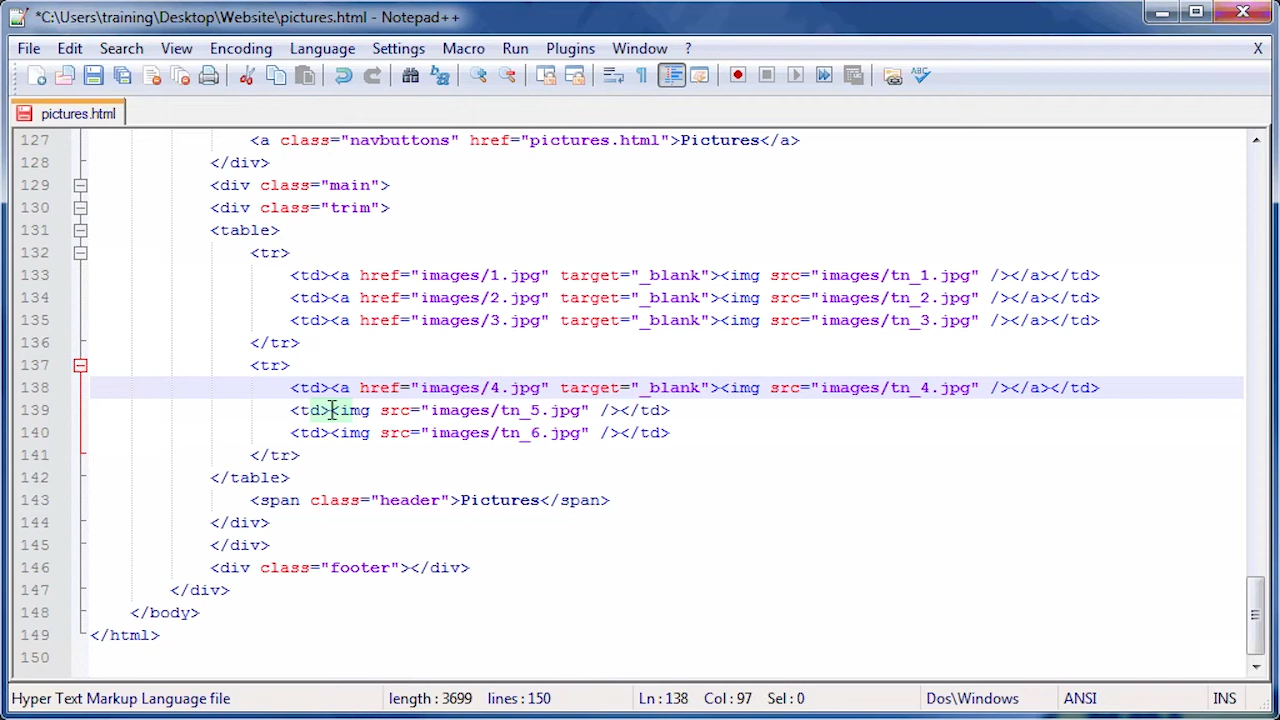 *C:\Users\training\Desktop\Website\pictures.html - Notepad++
File Edit Search View Encoding Language Settings Macro Run Plugins Window ? X
ABC
pictures.html
127 <a class="navbuttons" href="pictures.html">Pictures</a>
128 </div>
129 <div class="main">
130 <div class="trim">
131 <table>
132 <tr>
133 <td><a href="images/1.jpg" target="_blank"><img src="images/tn_1.jpg" /></a></td>
134 <td><a href="images/2.jpg" target="_blank"><img src="images/tn_2.jpg" /></a></td>
135 <td><a href="images/3.jpg" target="_blank"><img src="images/tn_3.jpg" /></a></td>
136 </tr>
137 <tr>
138 <td><a href="images/4.jpg" target="_blank"><img src="images/tn_4.jpg" /></a></td>
139 <td><img src="images/tn_5.jpg" /></td>
140 <td><img src="images/tn_6.jpg" /></td>
141 </tr>
142 </table>
143 <span class="header">Pictures</span>
144 </div>
145 </div>
146 <div class="footer"></div>
147 </div>
148 </body>
149 </html>
150
Hyper Text Markup Language file length : 3699 lines : 150 Ln : 138 Col : 97 Sel : 0 Dos\Windows ANSI INS